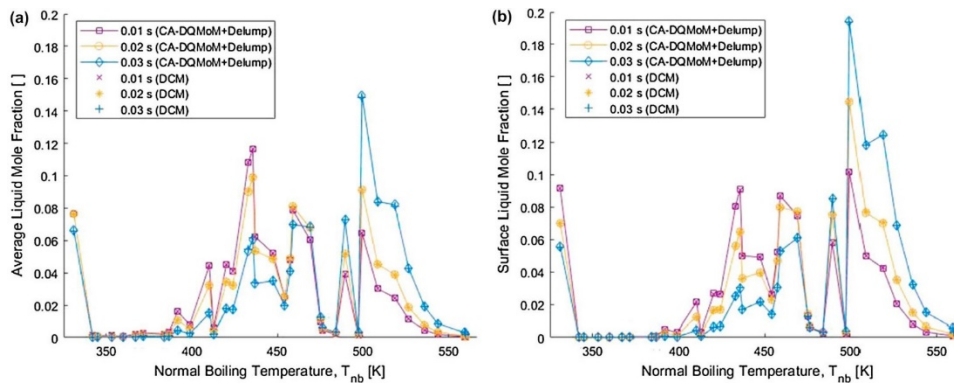 (a)
0.2
0.18
0.16
0.14
0.12
0.1
0.08
0.06
0.04
0.02
0
0.01 s (CA-DQMoM+Delump)
0.02 s (CA-DQMoM+Delump)
0.03 s (CA-DQMoM+Delump)
0.01 s (DCM)
0.02 s (DCM)
0.03 s (DCM)
Average Liquid Mole Fraction [ ]
350 400 450 500 550
Normal Boiling Temperature, Tnb [K]
(b)
0.2
0.18
0.16
0.14
0.12
0.1
0.08
0.06
0.04
0.02
0
0.01 s (CA-DQMoM+Delump)
0.02 s (CA-DQMoM+Delump)
0.03 s (CA-DQMoM+Delump)
0.01 s (DCM)
0.02 s (DCM)
0.03 s (DCM)
Surface Liquid Mole Fraction [ ]
350 400 450 500 550
Normal Boiling Temperature, Tnb [K]